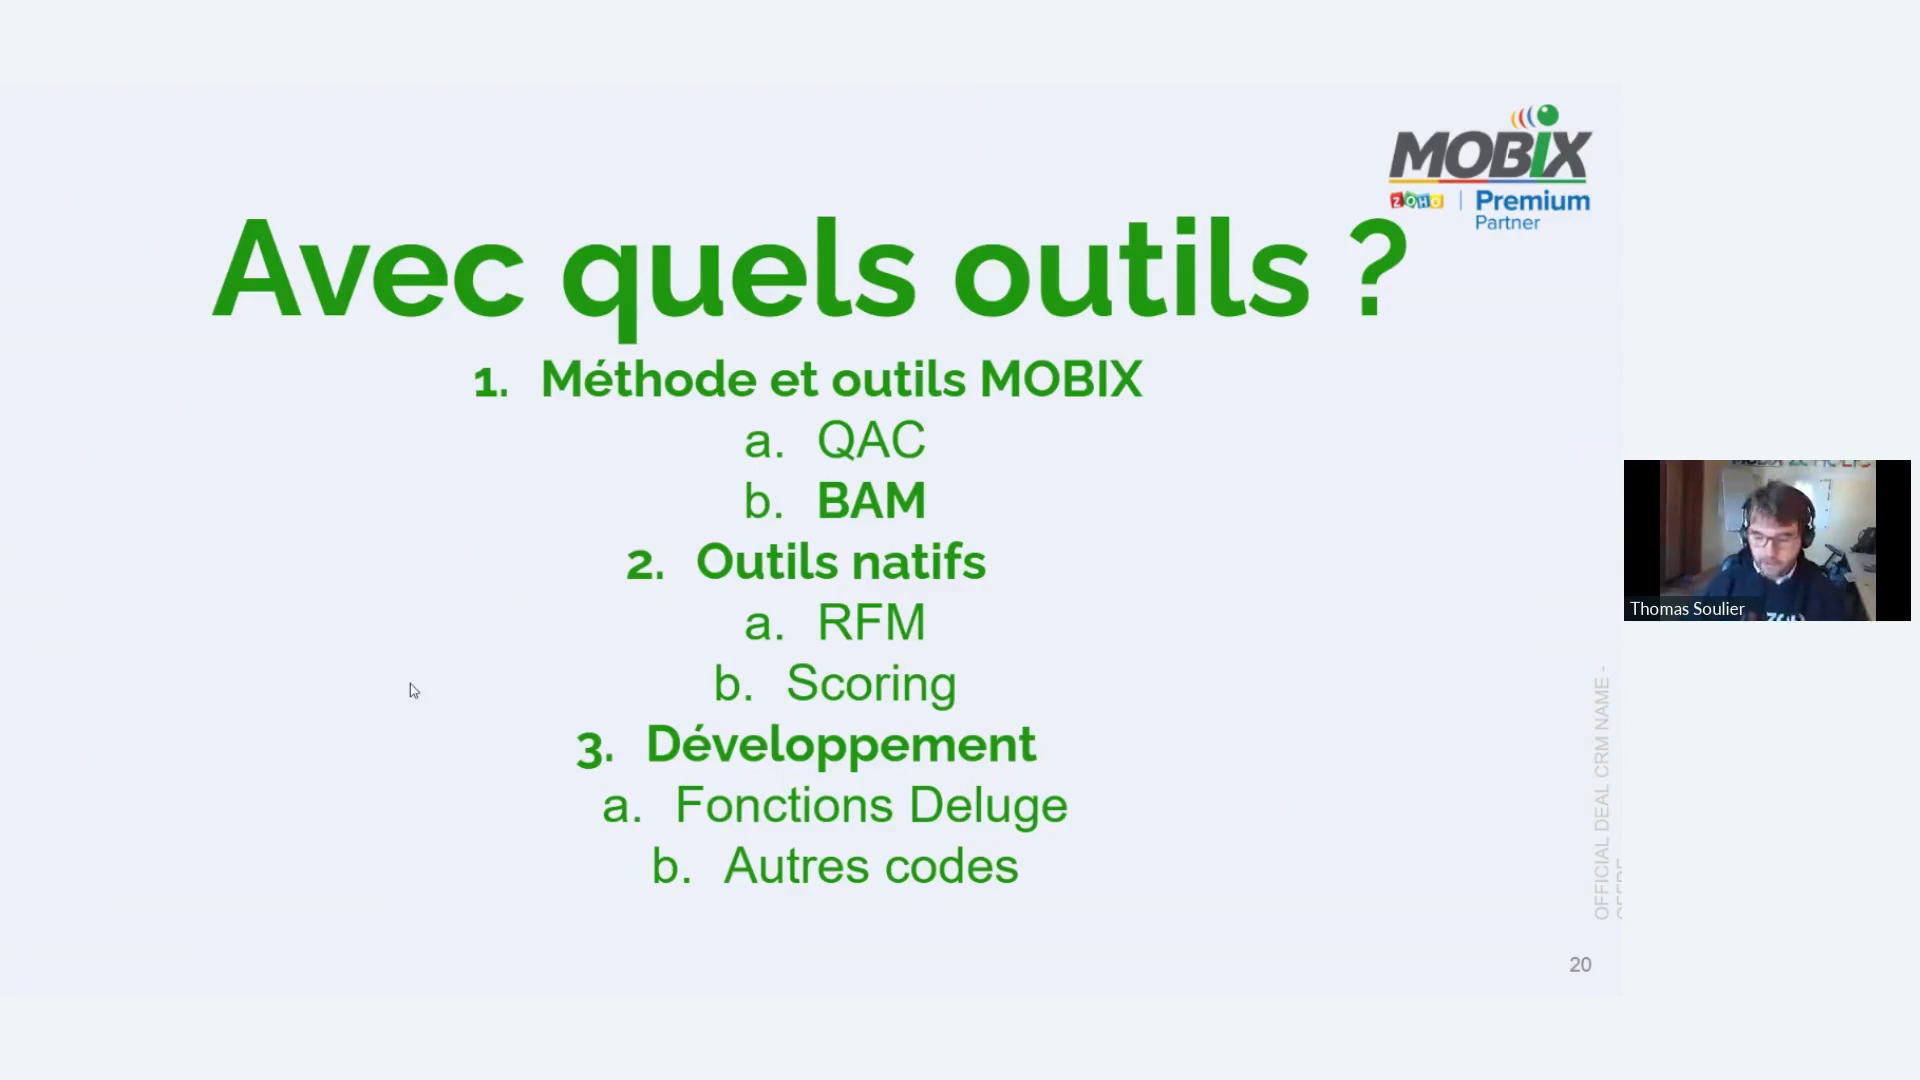 MOBIX
ZOHO | Premium
Partner
Avec quels outils ?
1. Méthode et outils MOBIX
a. QAC
b. BAM
2. Outils natifs
a. RFM
b. Scoring
3. Développement
a. Fonctions Deluge
b. Autres codes
Thomas Soulier
OFFICIAL DEAL CRM NAME -
20